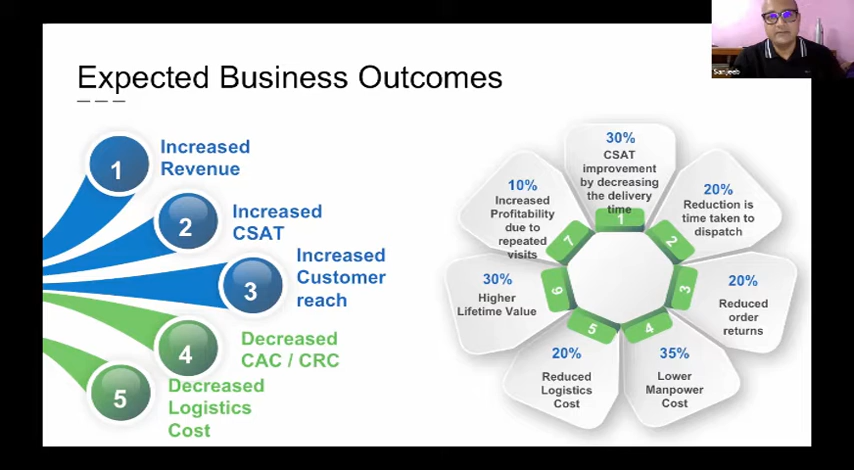 Sanjeeb
Expected Business Outcomes
1
Increased
Revenue
2
Increased
CSAT
3
Increased
Customer
reach
4
Decreased
CAC / CRC
5
Decreased
Logistics
Cost
30%
CSAT
improvement
by decreasing
the delivery
time
1
20%
Reduction is
time taken to
dispatch
2
20%
Reduced
order
returns
3
35%
Lower
Manpower
Cost
4
20%
Reduced
Logistics
Cost
5
30%
Higher
Lifetime Value
6
10%
Increased
Profitability
due to
repeated
visits
7